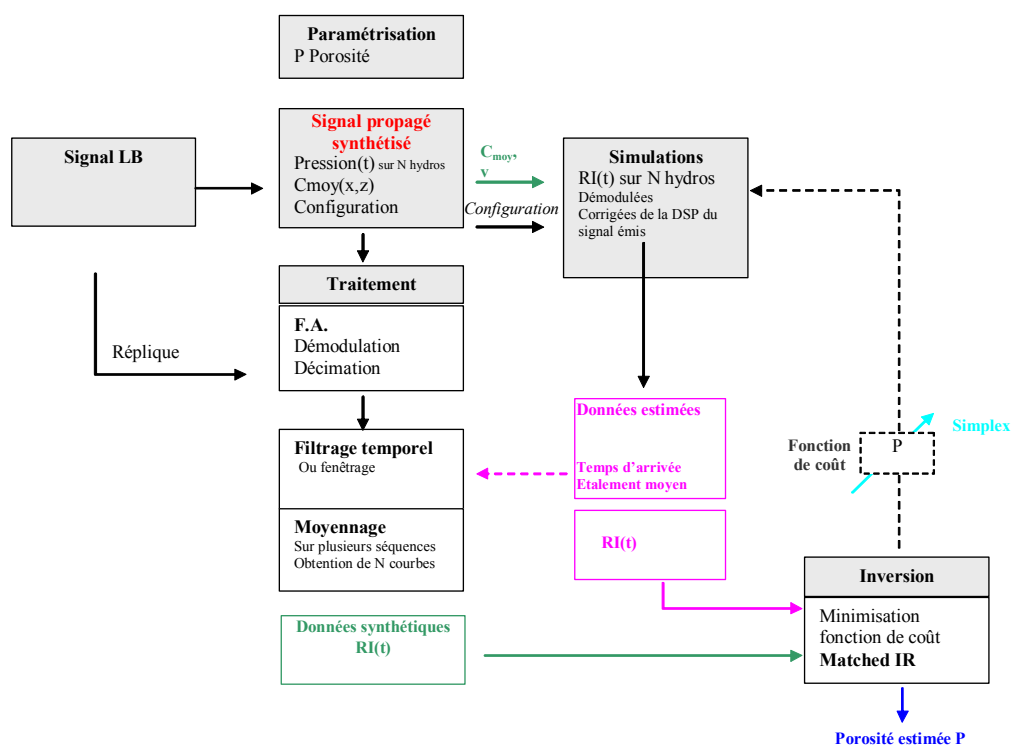 Paramétrisation
P Porosité
Signal LB
Signal propagé
synthétisé
Pression(t) sur N hydros
Cmoy(x,z)
Configuration
Cmoy,
v
Configuration
Simulations
RI(t) sur N hydros
Démodulées
Corrigées de la DSP du
signal émis
Traitement
F.A.
Démodulation
Décimation
Réplique
Filtrage temporel
Ou fenêtrage
Moyennage
Sur plusieurs séquences
Obtention de N courbes
Données estimées
Temps d'arrivée
Etalement moyen
RI(t)
Fonction
de coût
P
Simplex
Inversion
Minimisation
fonction de coût
Matched IR
Données synthétiques
RI(t)
Porosité estimée P